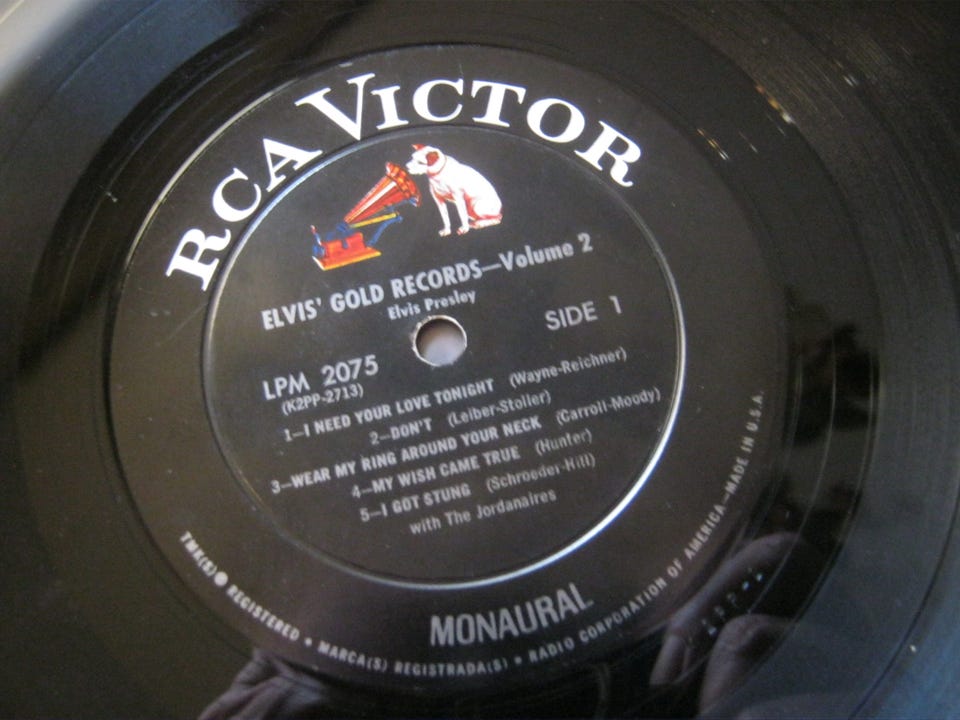 RCA VICTOR
ELVIS' GOLD RECORDS—Volume 2
Elvis Presley
SIDE 1
LPM 2075
(K2PP-2713)
1—I NEED YOUR LOVE TONIGHT (Wayne-Reichner)
2—DON'T (Leiber-Stoller)
3—WEAR MY RING AROUND YOUR NECK (Carroll-Moody)
4—MY WISH CAME TRUE (Hunter)
5—I GOT STUNG (Schroeder-Hill)
with The Jordanaires
MONAURAL
TMK(S) ® REGISTERED • MARCA(S) REGISTRADA(S) • RADIO CORPORATION OF AMERICA—MADE IN U.S.A.